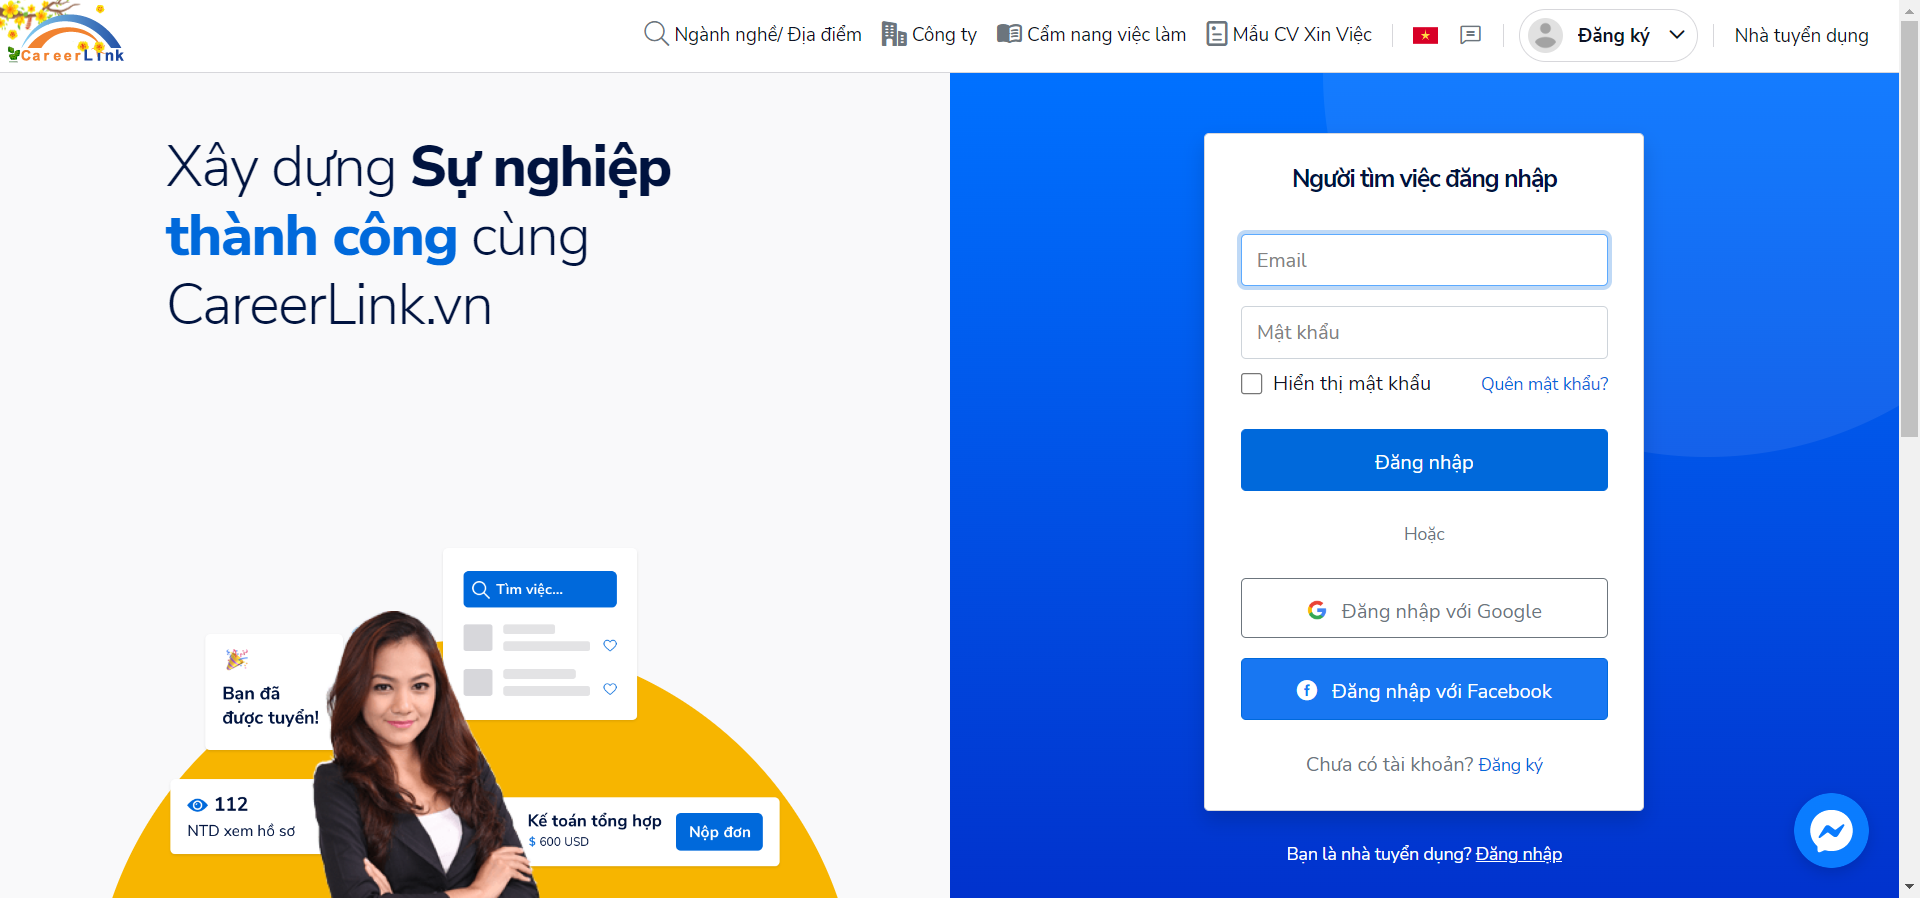 CareerLink
Ngành nghề/ Địa điểm
Công ty
Cẩm nang việc làm
Mẫu CV Xin Việc
Đăng ký
Nhà tuyển dụng
Xây dựng Sự nghiệp
thành công cùng
CareerLink.vn
Tìm việc...
Bạn đã
được tuyển!
112
NTD xem hồ sơ
Kế toán tổng hợp
$ 600 USD
Nộp đơn
Người tìm việc đăng nhập
Email
Mật khẩu
Hiển thị mật khẩu
Quên mật khẩu?
Đăng nhập
Hoặc
Đăng nhập với Google
Đăng nhập với Facebook
Chưa có tài khoản? Đăng ký
Bạn là nhà tuyển dụng? Đăng nhập